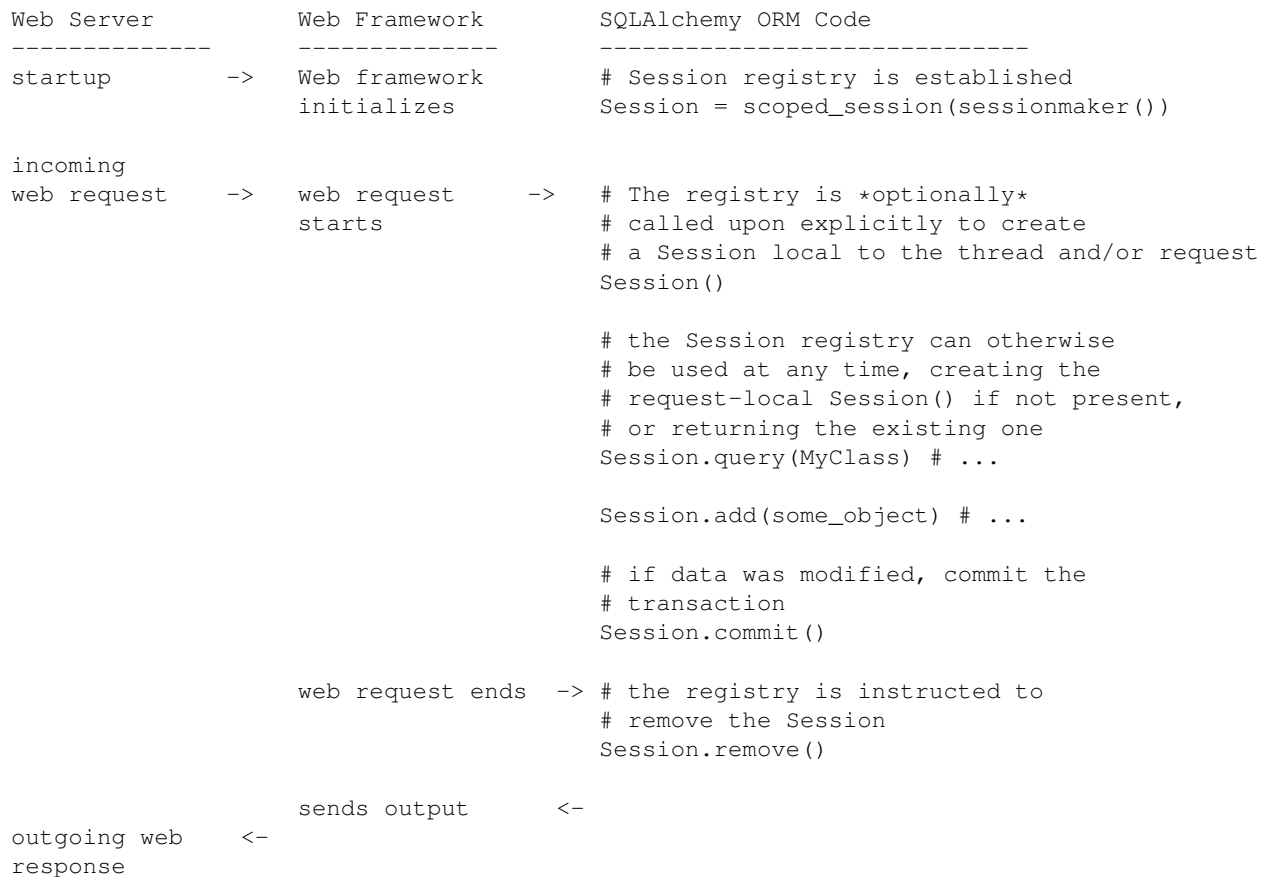 Web Server          Web Framework        SQLAlchemy ORM Code
--------------      --------------       ------------------------------
startup        ->   Web framework        # Session registry is established
                    initializes          Session = scoped_session(sessionmaker())

incoming
web request    ->   web request     ->   # The registry is *optionally*
                    starts               # called upon explicitly to create
                                         # a Session local to the thread and/or request
                                         Session()

                                         # the Session registry can otherwise
                                         # be used at any time, creating the
                                         # request-local Session() if not present,
                                         # or returning the existing one
                                         Session.query(MyClass) # ...

                                         Session.add(some_object) # ...

                                         # if data was modified, commit the
                                         # transaction
                                         Session.commit()

                    web request ends  -> # the registry is instructed to
                                         # remove the Session
                                         Session.remove()

                    sends output      <-
outgoing web    <-
response